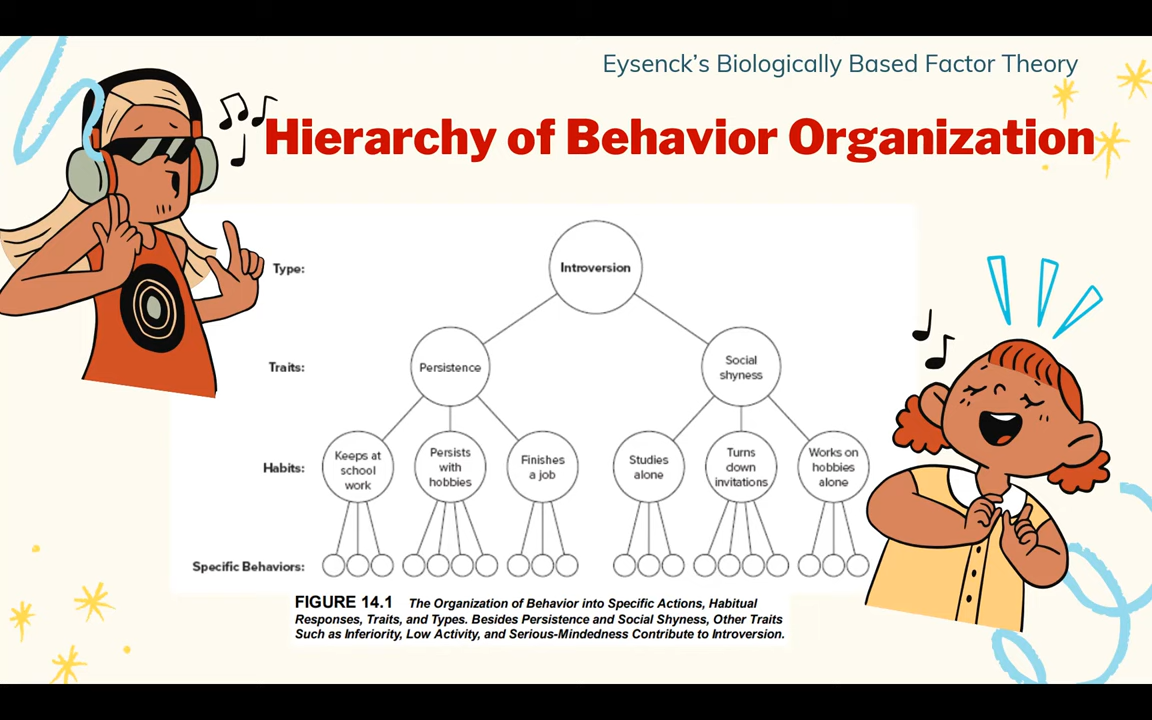 Eysenck's Biologically Based Factor Theory
Hierarchy of Behavior Organization
Type:
Introversion
Traits:
Persistence
Social
shyness
Habits:
Keeps at
school
work
Persists
with
hobbies
Finishes
a job
Studies
alone
Turns
down
invitations
Works on
hobbies
alone
Specific Behaviors:
FIGURE 14.1 The Organization of Behavior into Specific Actions, Habitual
Responses, Traits, and Types. Besides Persistence and Social Shyness, Other Traits
Such as Inferiority, Low Activity, and Serious-Mindedness Contribute to Introversion.